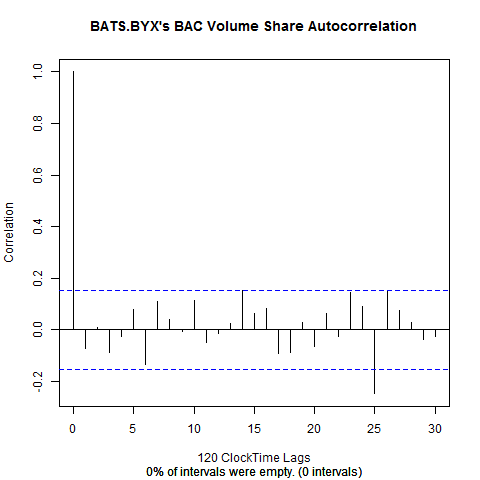 BATS.BYX's BAC Volume Share Autocorrelation
1.0
0.8
0.6
0.4
0.2
0.0
-0.2
Correlation
0 5 10 15 20 25 30
120 ClockTime Lags
0% of intervals were empty. (0 intervals)